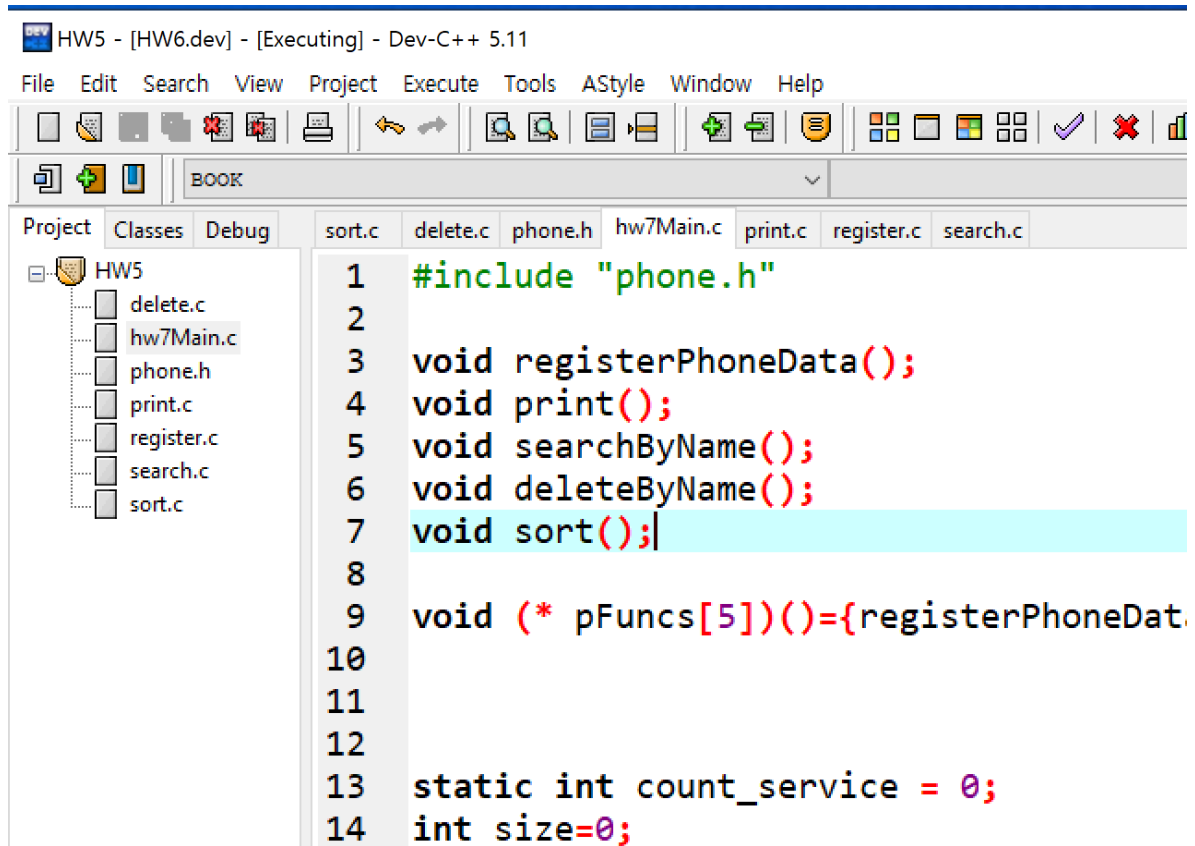 HW5 - [HW6.dev] - [Executing] - Dev-C++ 5.11
File Edit Search View Project Execute Tools AStyle Window Help
BOOK
Project Classes Debug
sort.c delete.c phone.h hw7Main.c print.c register.c search.c
HW5
delete.c
hw7Main.c
phone.h
print.c
register.c
search.c
sort.c
1 #include "phone.h"
2
3 void registerPhoneData();
4 void print();
5 void searchByName();
6 void deleteByName();
7 void sort();
8
9 void (* pFuncs[5])()={registerPhoneDat
10
11
12
13 static int count_service = 0;
14 int size=0;